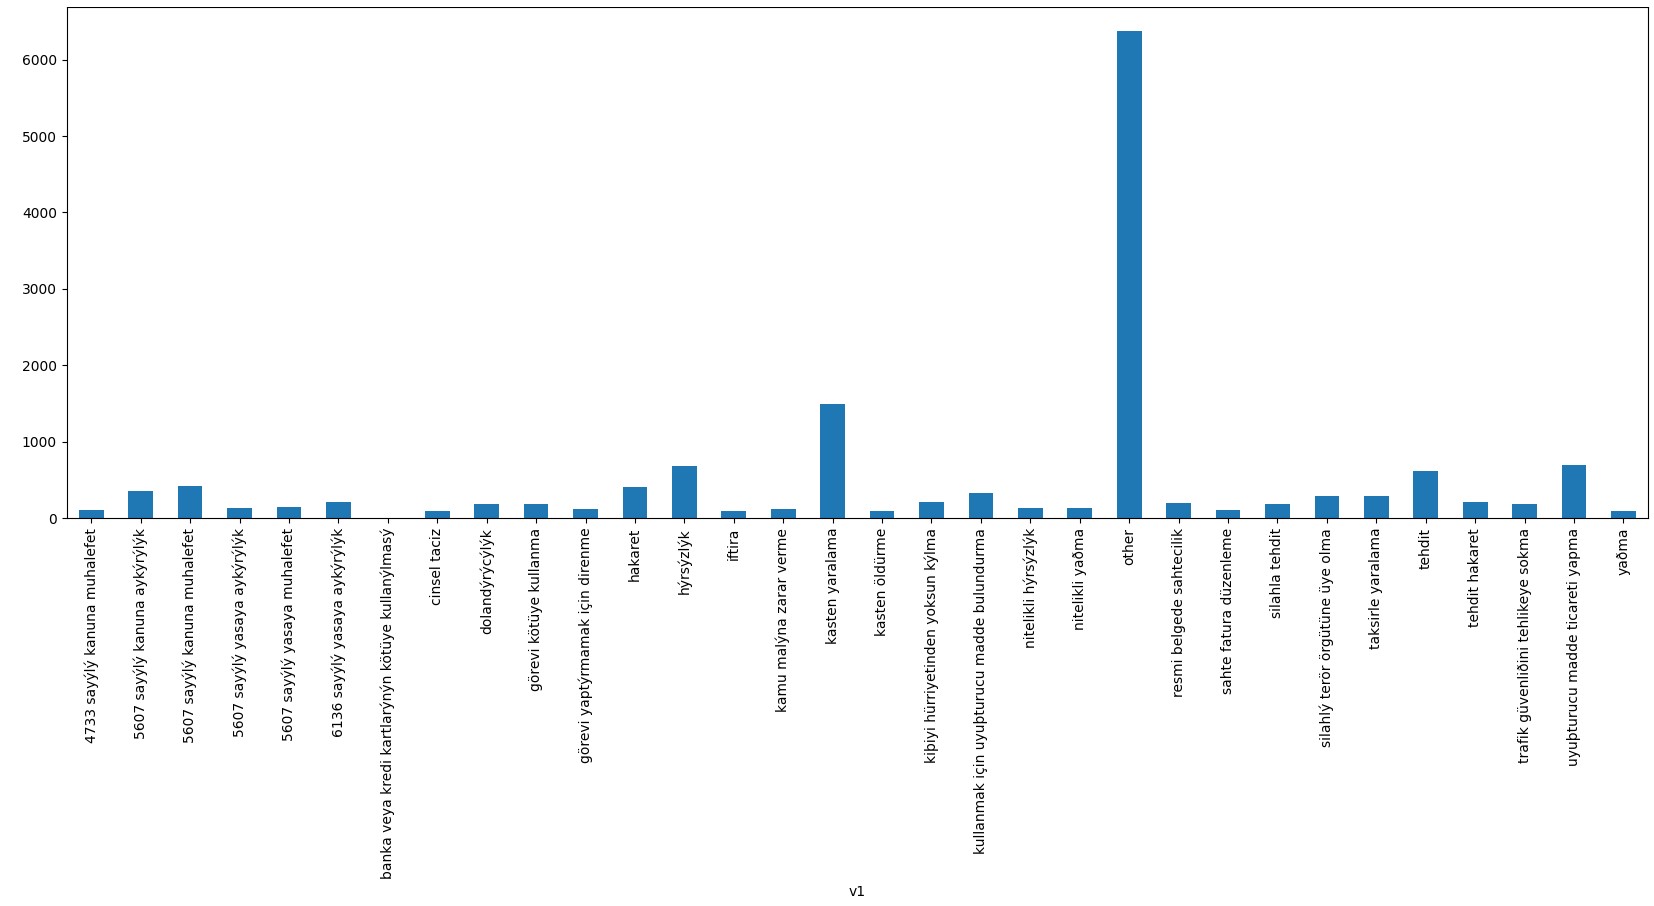 6000
5000
4000
3000
2000
1000
0
4733 sayýlý kanuna muhalefet
5607 sayýlý kanuna aykýrýlýk
5607 sayýlý kanuna muhalefet
5607 sayýlý yasaya aykýrýlýk
5607 sayýlý yasaya muhalefet
6136 sayýlý yasaya aykýrýlýk
banka veya kredi kartlarýnýn kötüye kullanýlmasý
cinsel taciz
dolandýrýcýlýk
görevi kötüye kullanma
görevi yaptýrmamak için direnme
hakaret
hýrsýzlýk
iftira
kamu malýna zarar verme
kasten yaralama
kasten öldürme
kiþiyi hürriyetinden yoksun kýlma
kullanmak için uyuþturucu madde bulundurma
nitelikli hýrsýzlýk
nitelikli yaðma
other
resmi belgede sahtecilik
sahte fatura düzenleme
silahla tehdit
silahlý terör örgütüne üye olma
taksirle yaralama
tehdit
tehdit hakaret
trafik güvenliðini tehlikeye sokma
uyuþturucu madde ticareti yapma
yaðma
v1